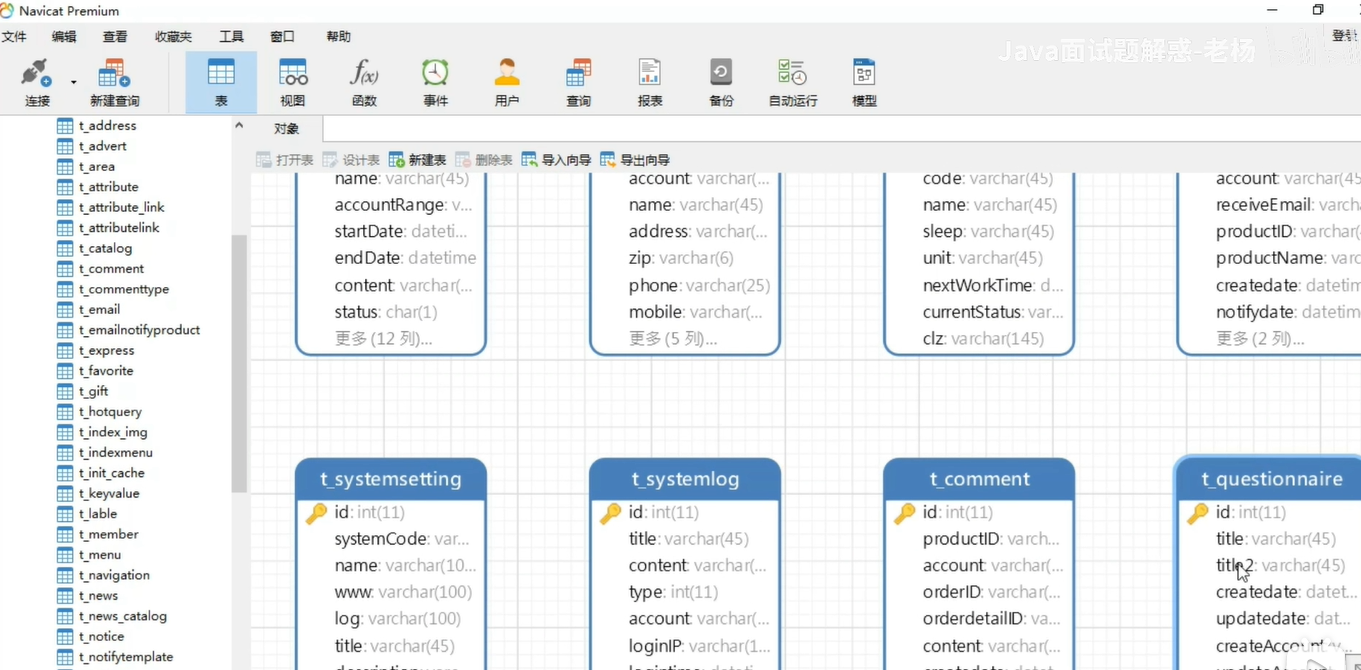 Navicat Premium
文件 编辑 查看 收藏夹 工具 窗口 帮助 登录
Java面试题解惑-老杨
连接 新建查询 表 视图 函数 事件 用户 查询 报表 备份 自动运行 模型
t_address
t_advert
t_area
t_attribute
t_attribute_link
t_attributelink
t_catalog
t_comment
t_commenttype
t_email
t_emailnotifyproduct
t_express
t_favorite
t_gift
t_hotquery
t_index_img
t_indexmenu
t_init_cache
t_keyvalue
t_lable
t_member
t_menu
t_navigation
t_news
t_news_catalog
t_notice
t_notifytemplate
对象
打开表 设计表 新建表 删除表 导入向导 导出向导
name: varchar(45)
accountRange: v...
startDate: dateti...
endDate: datetime
content: varchar(...
status: char(1)
更多 (12 列)...
account: varchar(...
name: varchar(45)
address: varchar(...
zip: varchar(6)
phone: varchar(25)
mobile: varchar(...
更多 (5 列)...
code: varchar(45)
name: varchar(45)
sleep: varchar(45)
unit: varchar(45)
nextWorkTime: d...
currentStatus: var...
clz: varchar(145)
account: varchar(45
receiveEmail: varch
productID: varchar(
productName: varc
createdate: datetim
notifydate: datetim
更多 (2 列)...
t_systemsetting
id: int(11)
systemCode: var...
name: varchar(10...
www: varchar(100)
log: varchar(100)
title: varchar(45)
t_systemlog
id: int(11)
title: varchar(45)
content: varchar(...
type: int(11)
account: varchar(...
loginIP: varchar(1...
t_comment
id: int(11)
productID: varch...
account: varchar(...
orderID: varchar(...
orderdetailID: va...
content: varchar(...
t_questionnaire
id: int(11)
title: varchar(45)
title2: varchar(45)
createdate: datet...
updatedate: dat...
createAccount: